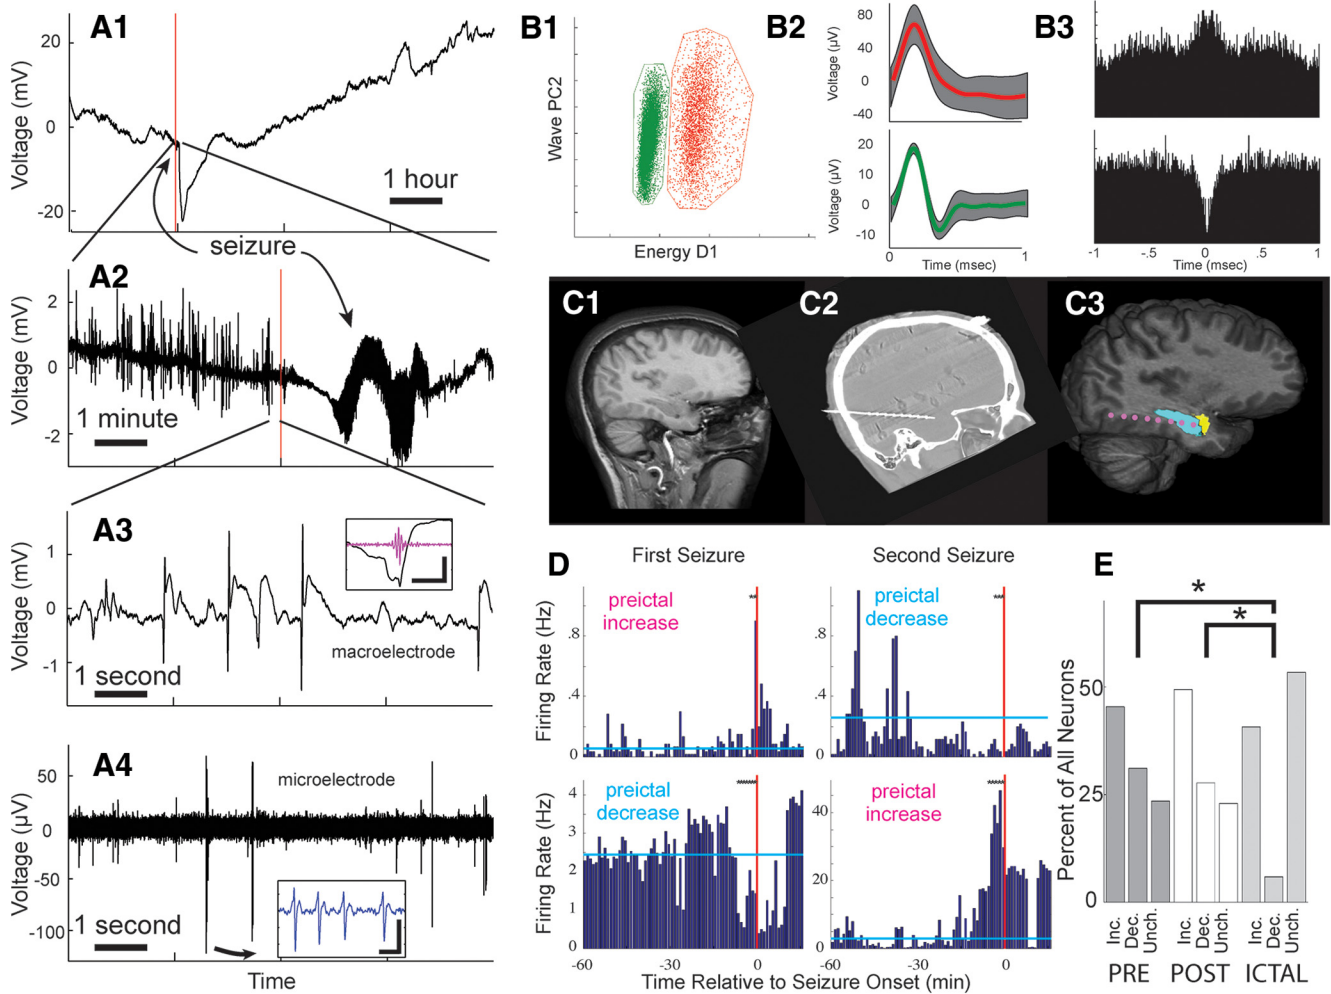 A1
Voltage (mV)
20
0
-20
1 hour
seizure
A2
Voltage (mV)
2
0
-2
1 minute
A3
Voltage (mV)
1
0
-1
macroelectrode
1 second
A4
Voltage (µV)
50
0
-50
-100
microelectrode
1 second
Time
B1
Wave PC2
Energy D1
B2
Voltage (µV)
80
40
0
-40
Voltage (µV)
20
10
0
-10
0
Time (msec)
1
B3
-1
-.5
0
.5
1
Time (msec)
C1
C2
C3
D
First Seizure
Second Seizure
Firing Rate (Hz)
.8
.4
0
preictal
increase
**
Firing Rate (Hz)
.8
.4
0
preictal
decrease
***
Firing Rate (Hz)
4
3
2
1
0
preictal
decrease
Firing Rate (Hz)
40
20
0
preictal
increase
-60
-30
0
-60
-30
0
Time Relative to Seizure Onset (min)
E
*
*
Percent of All Neurons
50
25
0
Inc.
Dec.
Unch.
Inc.
Dec.
Unch.
Inc.
Dec.
Unch.
PRE
POST
ICTAL